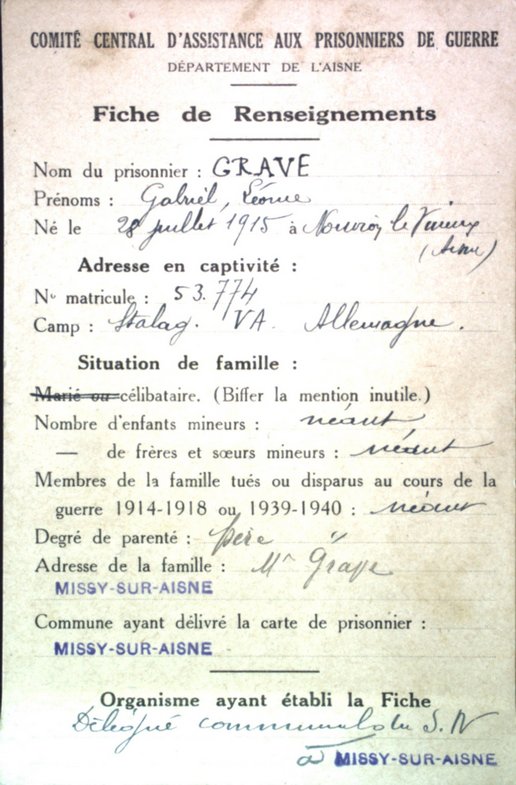 COMITÉ CENTRAL D'ASSISTANCE AUX PRISONNIERS DE GUERRE
DÉPARTEMENT DE L'AISNE
Fiche de Renseignements
Nom du prisonnier : GRAVE
Prénoms : Gabriel, Léonce
Né le 28 juillet 1915 à Nouvron le Vineux
(Aisne)
Adresse en captivité :
No matricule : 53.774
Camp : Stalag. VA. Allemagne.
Situation de famille :
Marié ou célibataire. (Biffer la mention inutile.)
Nombre d'enfants mineurs : néant
— de frères et sœurs mineurs : néant
Membres de la famille tués ou disparus au cours de la
guerre 1914-1918 ou 1939-1940 : néant
Degré de parenté : père "
Adresse de la famille : Mr Grave
MISSY-SUR-AISNE
Commune ayant délivré la carte de prisonnier :
MISSY-SUR-AISNE
Organisme ayant établi la Fiche
Délégué communal du S. N
à MISSY-SUR-AISNE